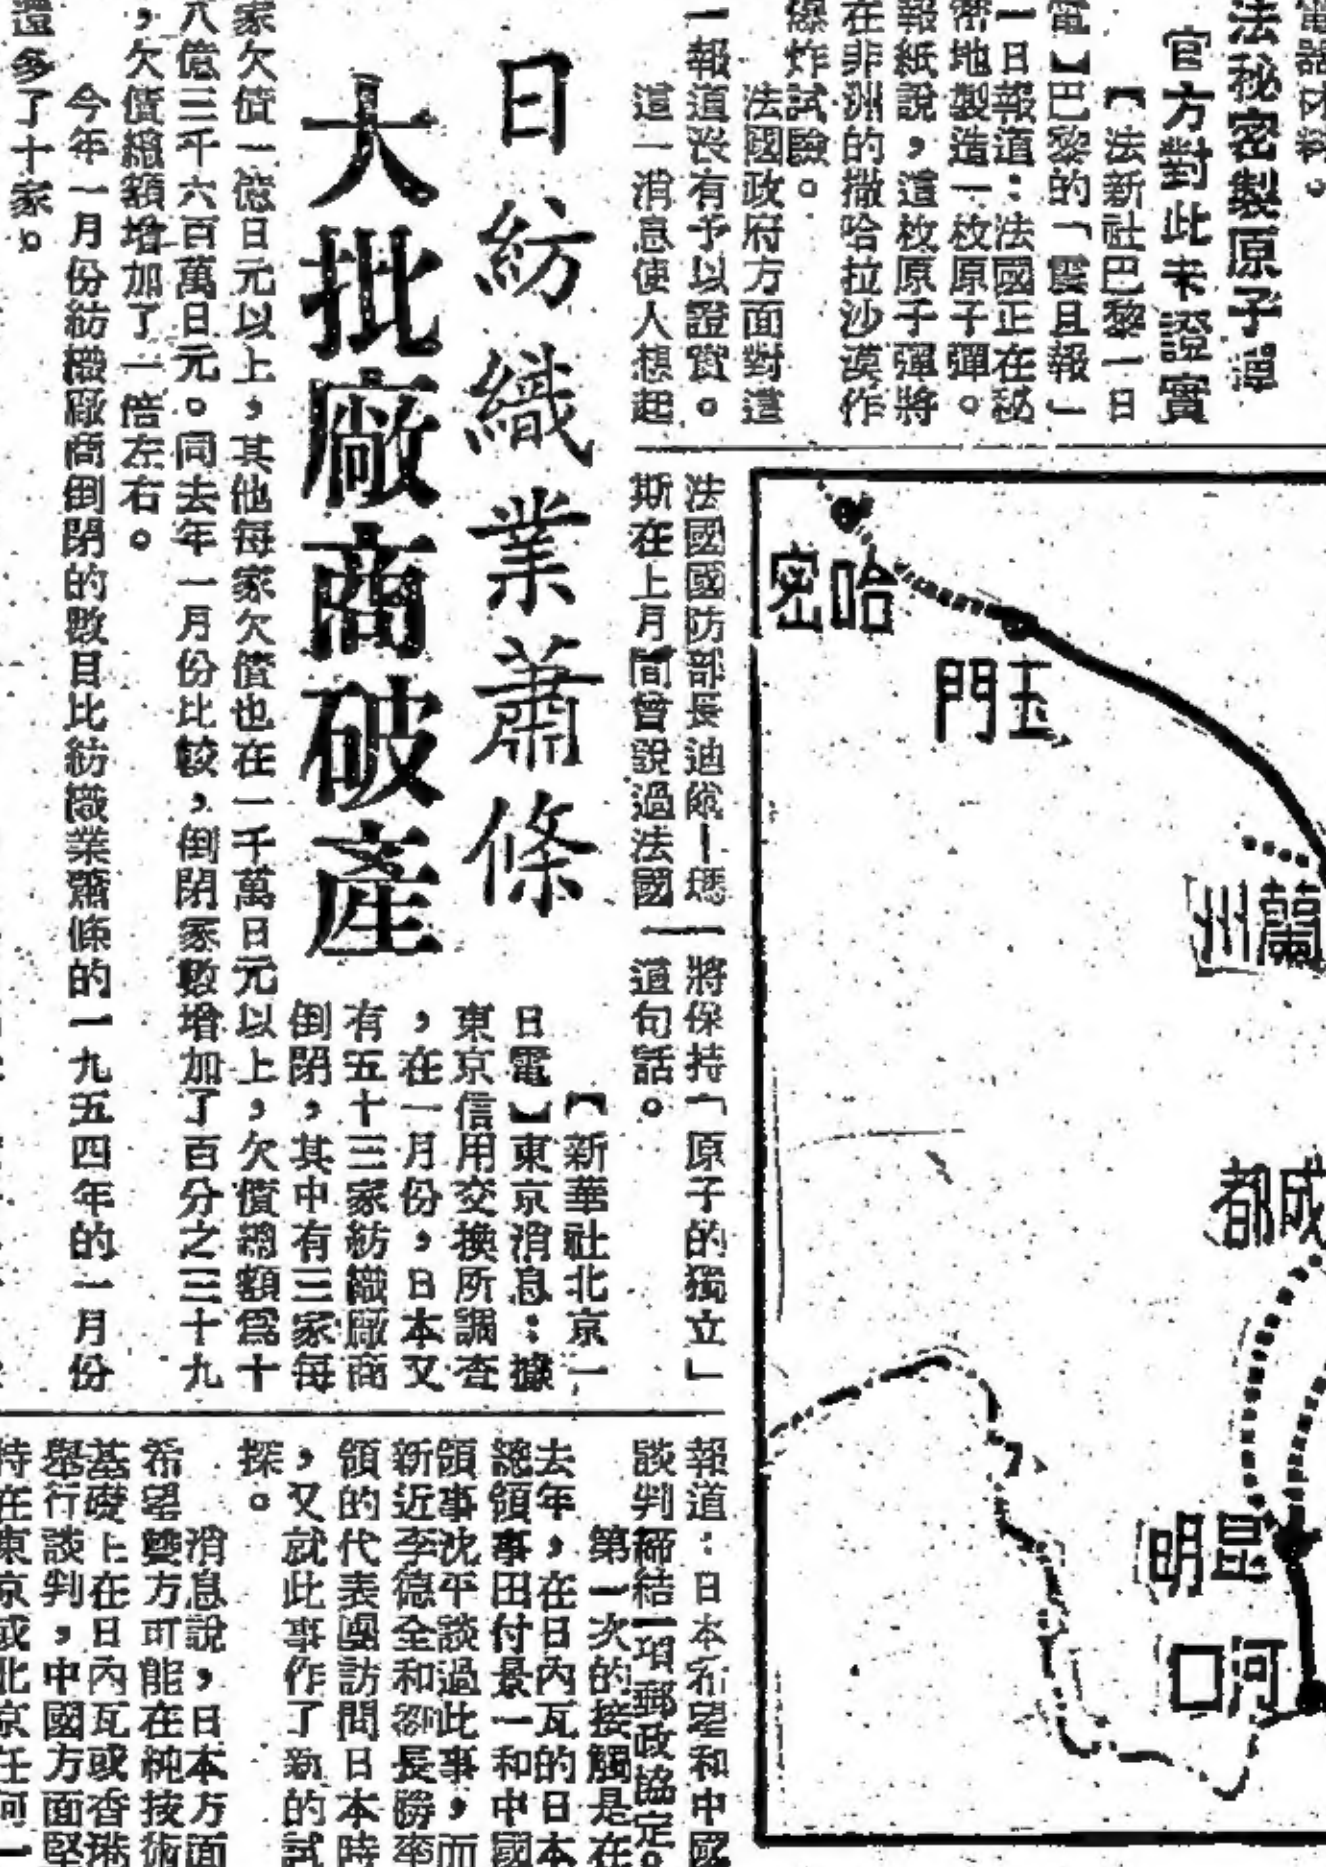 電器材料。
法秘密製原子彈
官方對此未證實
【法新社巴黎一日
電】巴黎的「震旦報」
一日報道：法國正在秘
密地製造一枚原子彈。
報紙說，這枚原子彈將
在非洲的撒哈拉沙漠作
爆炸試驗。
法國政府方面對這
一報道沒有予以證實。
道一消息使人想起
法國國防部長迪
將保持「原子的獨立」
斯在上月間曾說過法國
這句話。
日紡織業蕭條
大批廠商破產
【新華社北京一
日電】東京消息：據
東京信用交換所調查
，在一月份，日本又
有五十三家紡織廠商
倒閉，其中有三家每
家欠債一億日元以上，其他每家欠債也在一千萬日元以上，欠債總額爲十
八億三千六百萬日元。同去年一月份比較，倒閉家數增加了百分之三十九
，欠債總額增加了一倍左右。
今年一月份紡織廠商倒閉的數目比紡織業蕭條的一九五四年的一月份
還多了十家。
報道：日本希望和中國
談判締結一項郵政協定。
第一次的接觸是在
去年，在日內瓦的日本
總領事田付景一和中國
領事沈平談過此事，而
新近李德全和
長勝率
領的代表團訪問日本時
，又就此事作了新的試
探。
消息說，日本方面
希望雙方可能在純技術
基礎上在日內瓦或香港
舉行談判，中國方面堅
持在東京或北京任何一
哈密
玉門
蘭州
成都
昆明
河口